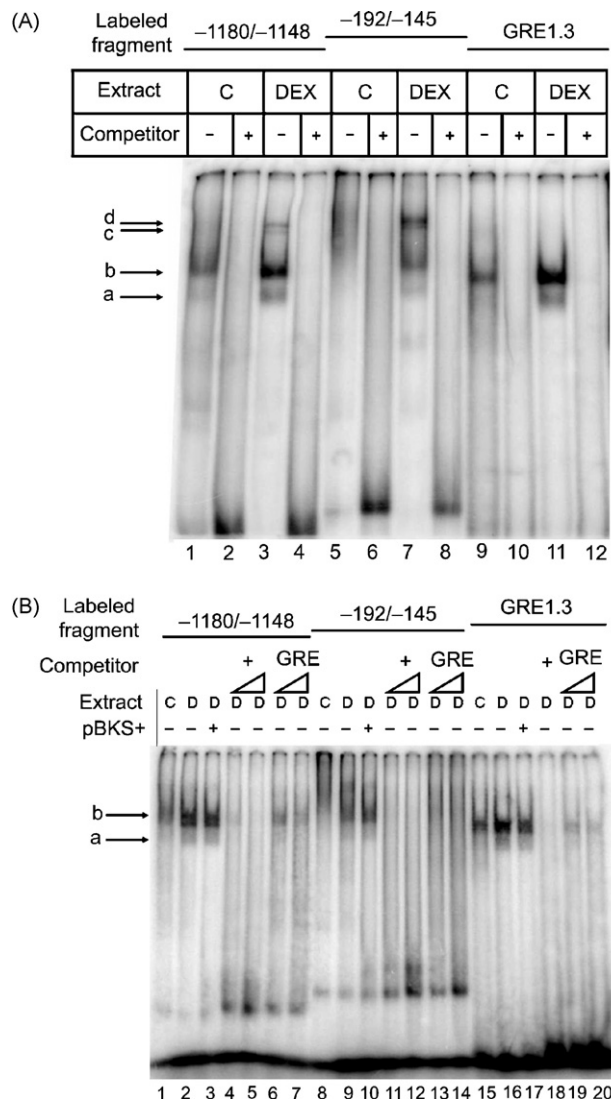 (A)
Labeled fragment –1180/–1148 –192/–145 GRE1.3
Extract C DEX C DEX C DEX
Competitor – + – + – + – + – + – +
d
c
b
a
1 2 3 4 5 6 7 8 9 10 11 12
(B)
Labeled fragment –1180/–1148 –192/–145 GRE1.3
Competitor + GRE + GRE + GRE
Extract C D D D D D D C D D D D D D C D D D D D
pBKS+ – – + – – – – – – + – – – – – – + – – –
b
a
1 2 3 4 5 6 7 8 9 10 11 12 13 14 15 16 17 18 19 20